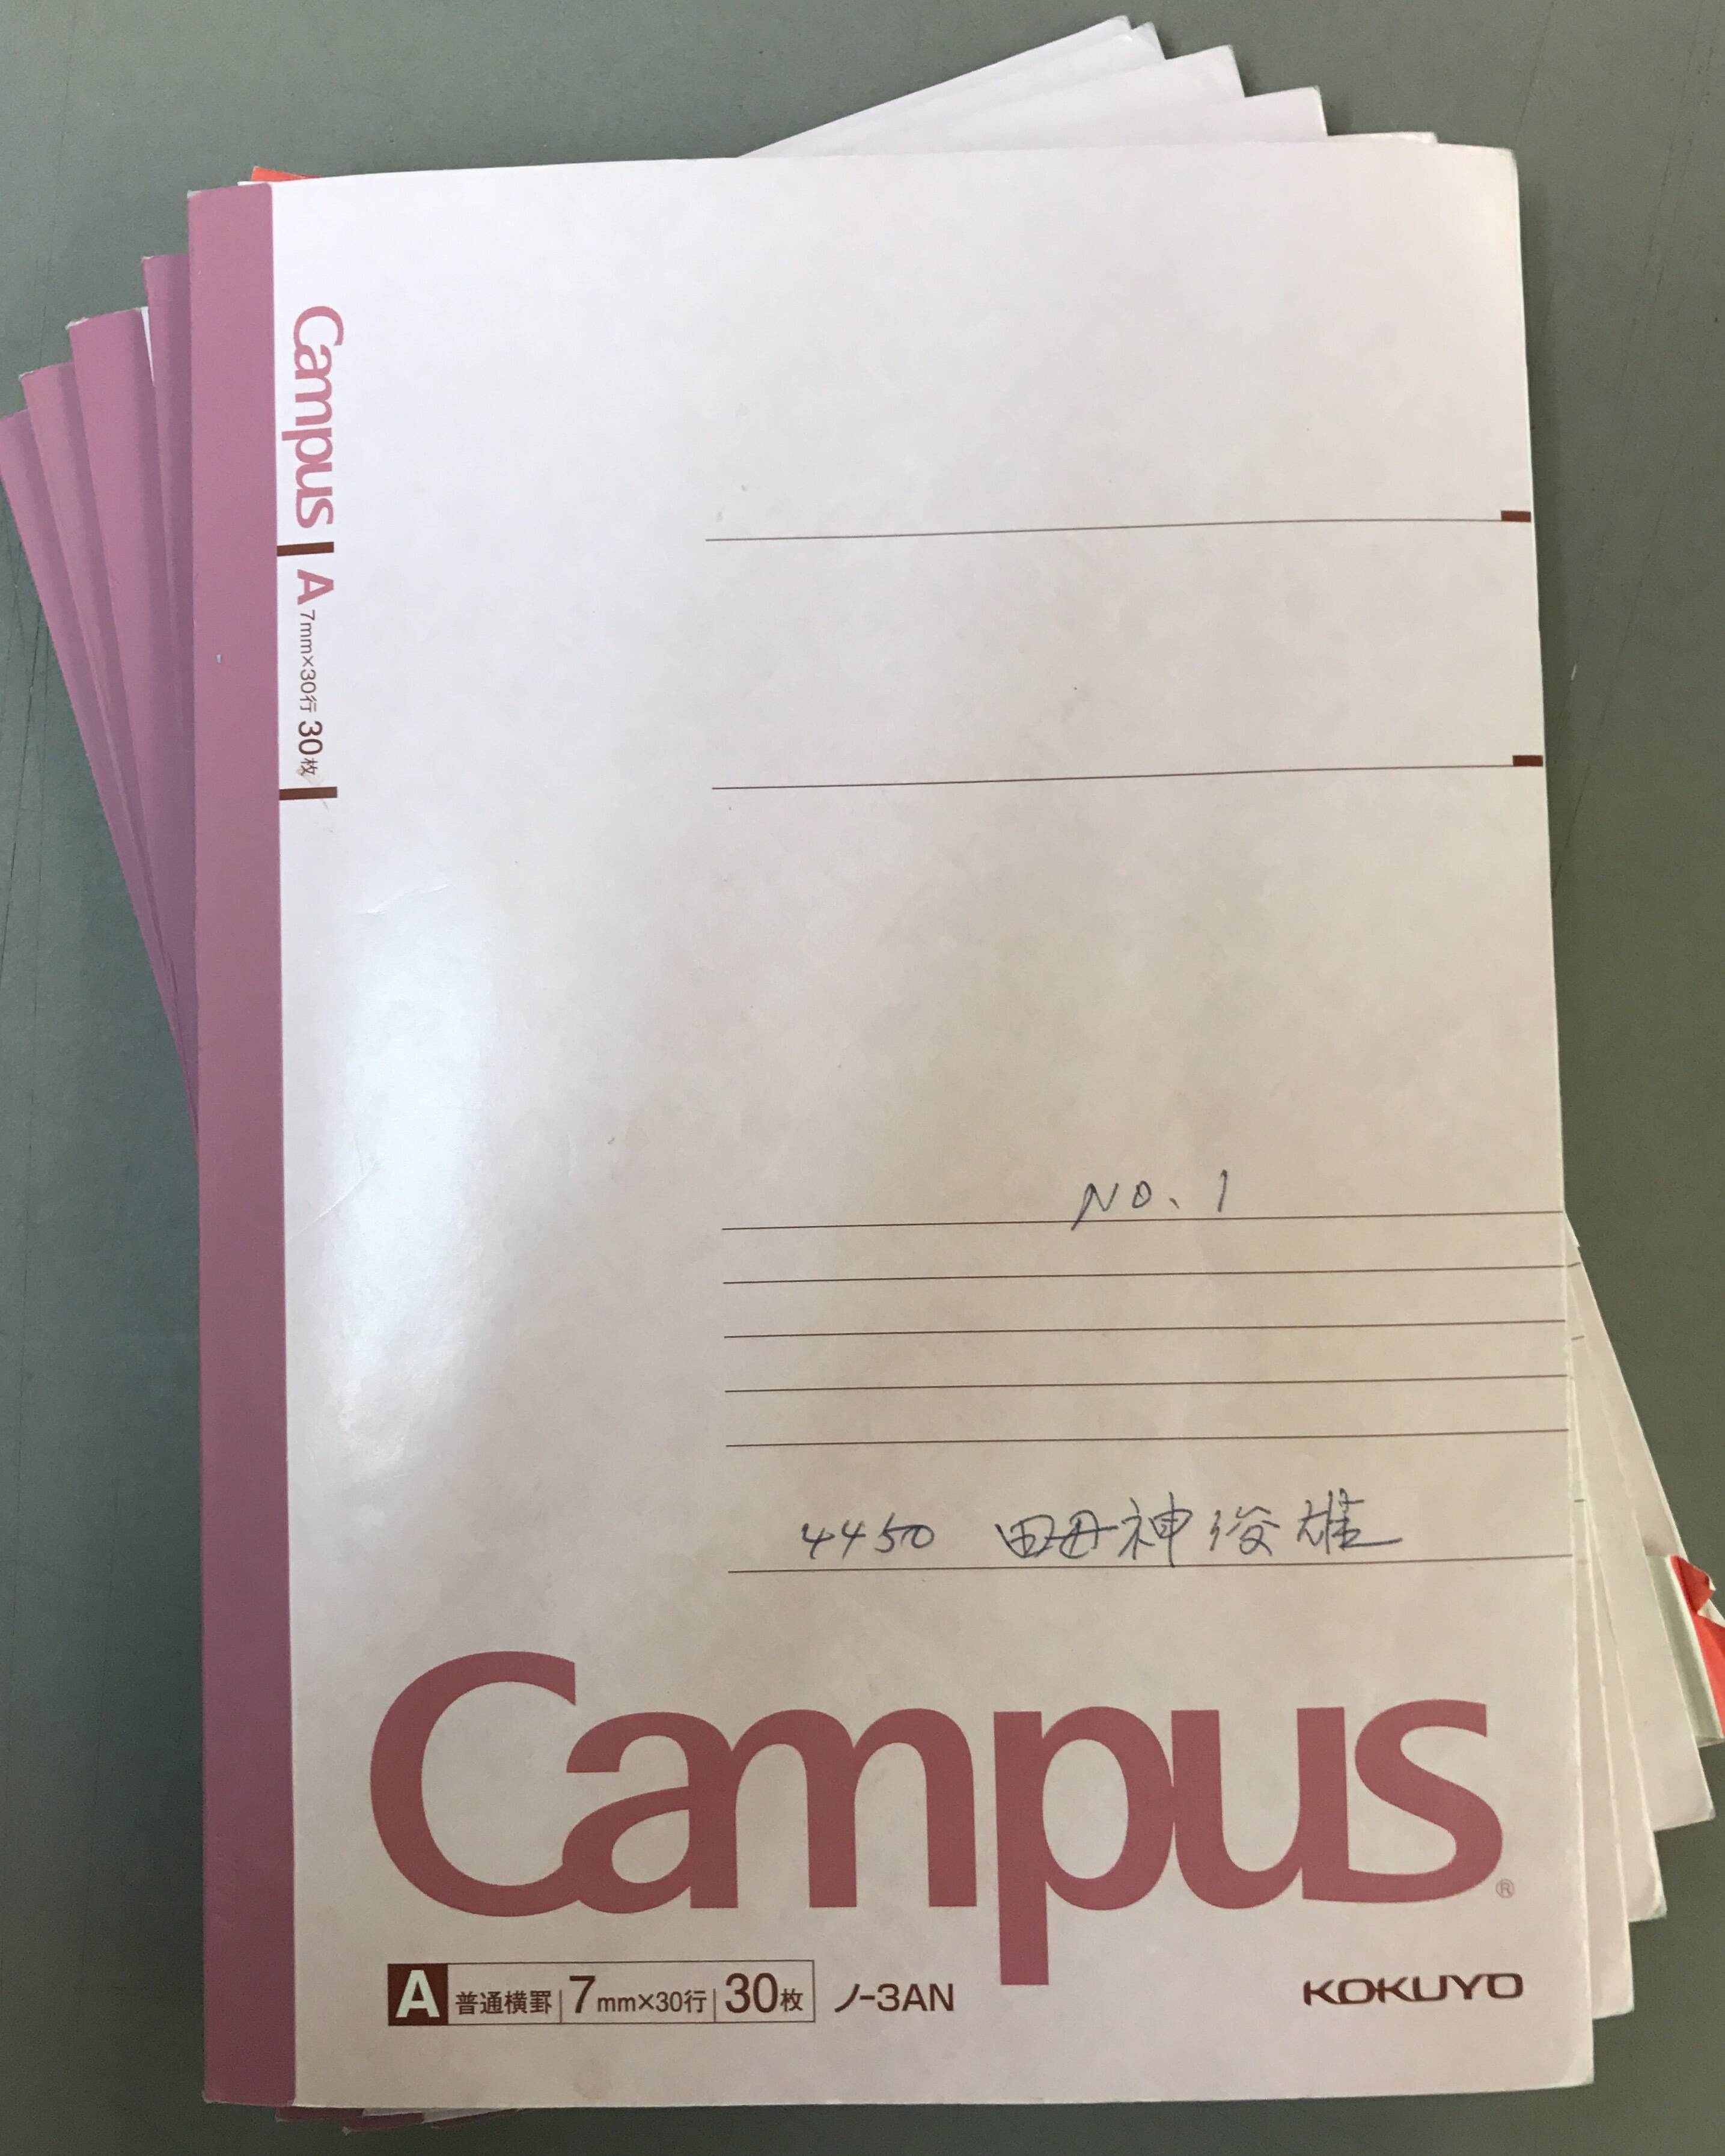 Campus A 7mm×30行 30枚
NO. 1
4450 田母神俊雄
Campus®
A 普通横罫 7mm×30行 30枚 ノ-3AN
KOKUYO